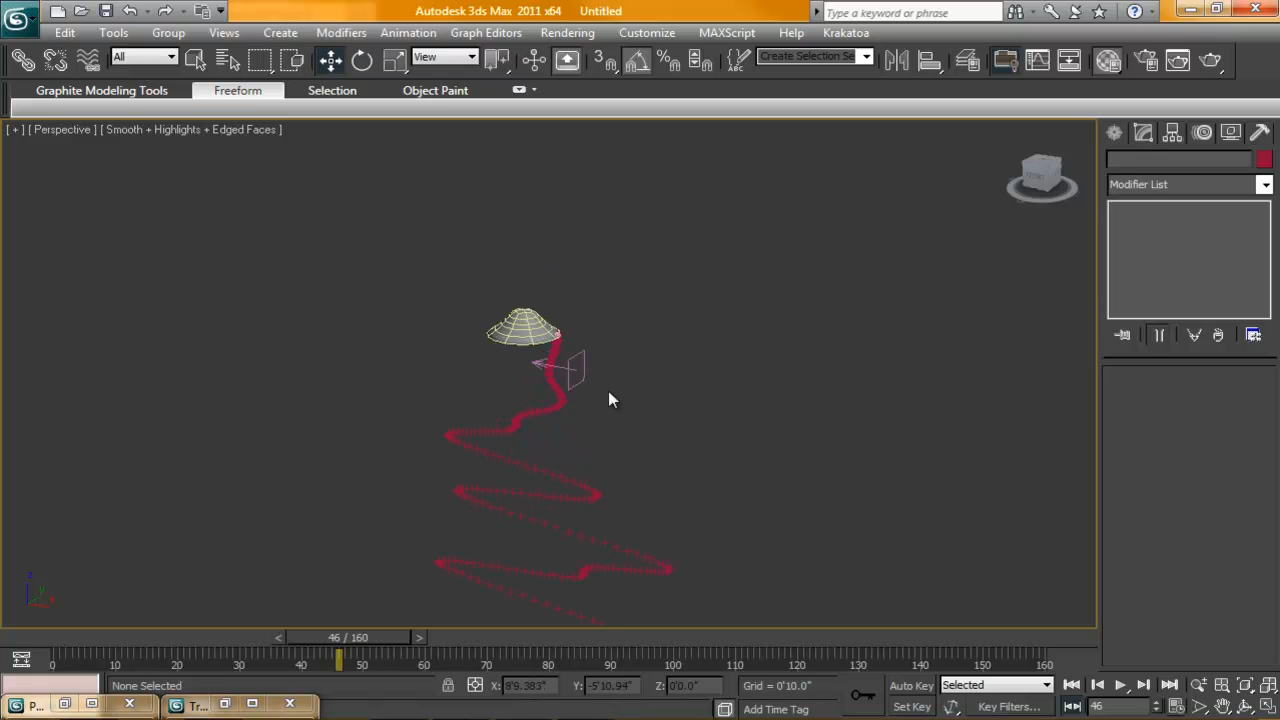 Autodesk 3ds Max 2011 x64 Untitled
Type a keyword or phrase
Edit Tools Group Views Create Modifiers Animation Graph Editors Rendering Customize MAXScript Help Krakatoa
All View 3 Create Selection Se
Graphite Modeling Tools Freeform Selection Object Paint
[ + ] [ Perspective ] [ Smooth + Highlights + Edged Faces ]
Modifier List
z
y
x
< 46 / 160 >
0 10 20 30 40 50 60 70 80 90 100 110 120 130 140 150 160
None Selected X: 8'9.383" Y: -5'10.94" Z: 0'0.0" Grid = 0'10.0" Auto Key Selected
P... Tr... Add Time Tag Set Key Key Filters... 46